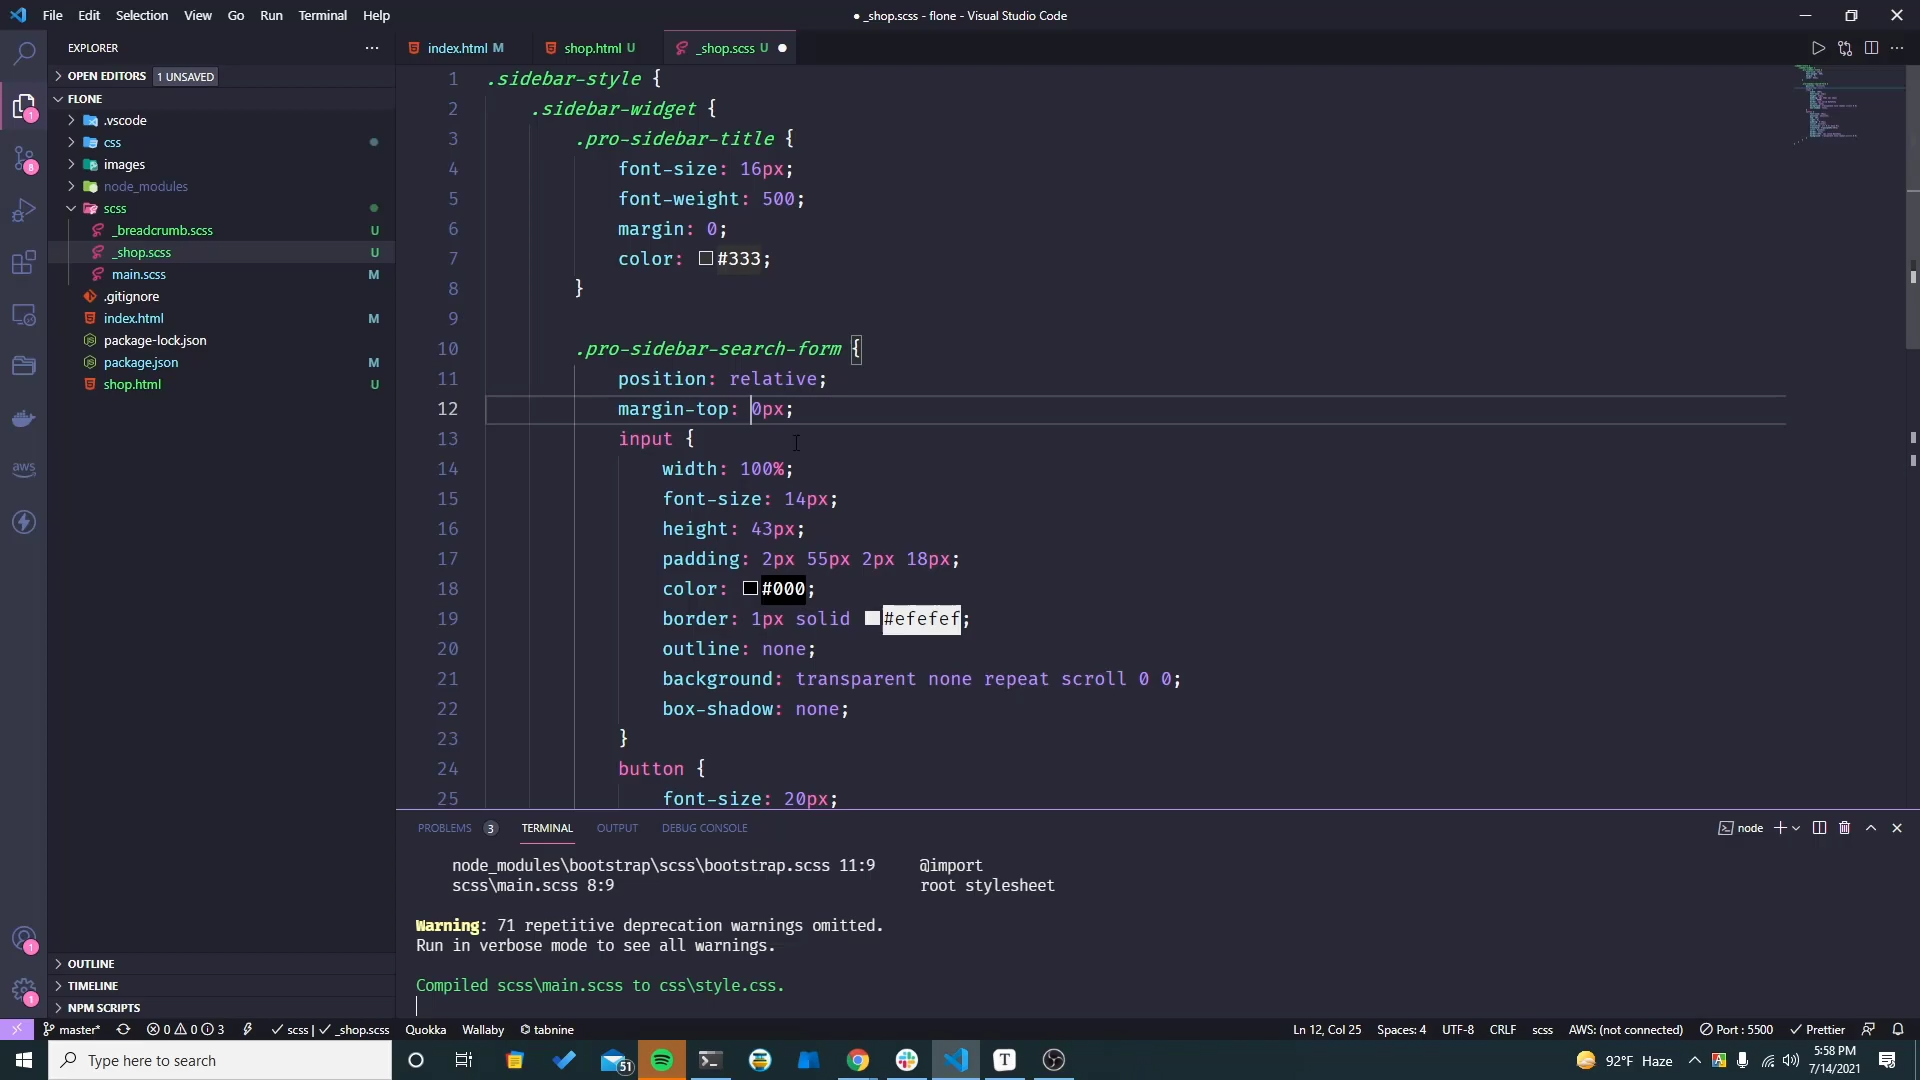 File Edit Selection View Go Run Terminal Help
● _shop.scss - flone - Visual Studio Code
EXPLORER
OPEN EDITORS 1 UNSAVED
FLONE
.vscode
css
images
node_modules
scss
_breadcrumb.scss U
_shop.scss U
main.scss M
.gitignore
index.html M
package-lock.json
package.json M
shop.html U
OUTLINE
TIMELINE
NPM SCRIPTS
1
8
1
1
aws
index.html M shop.html U _shop.scss U
1 .sidebar-style {
2 .sidebar-widget {
3 .pro-sidebar-title {
4 font-size: 16px;
5 font-weight: 500;
6 margin: 0;
7 color: #333;
8 }
9
10 .pro-sidebar-search-form {
11 position: relative;
12 margin-top: 0px;
13 input {
14 width: 100%;
15 font-size: 14px;
16 height: 43px;
17 padding: 2px 55px 2px 18px;
18 color: #000;
19 border: 1px solid #efefef;
20 outline: none;
21 background: transparent none repeat scroll 0 0;
22 box-shadow: none;
23 }
24 button {
25 font-size: 20px;
PROBLEMS 3 TERMINAL OUTPUT DEBUG CONSOLE
node
node_modules\bootstrap\scss\bootstrap.scss 11:9 @import
scss\main.scss 8:9 root stylesheet
Warning: 71 repetitive deprecation warnings omitted.
Run in verbose mode to see all warnings.
Compiled scss\main.scss to css\style.css.
master* 0 0 3 scss | _shop.scss Quokka Wallaby tabnine
Ln 12, Col 25 Spaces: 4 UTF-8 CRLF scss AWS: (not connected) Port : 5500 Prettier
Type here to search
51
T
92°F Haze
A
5:58 PM
7/14/2021